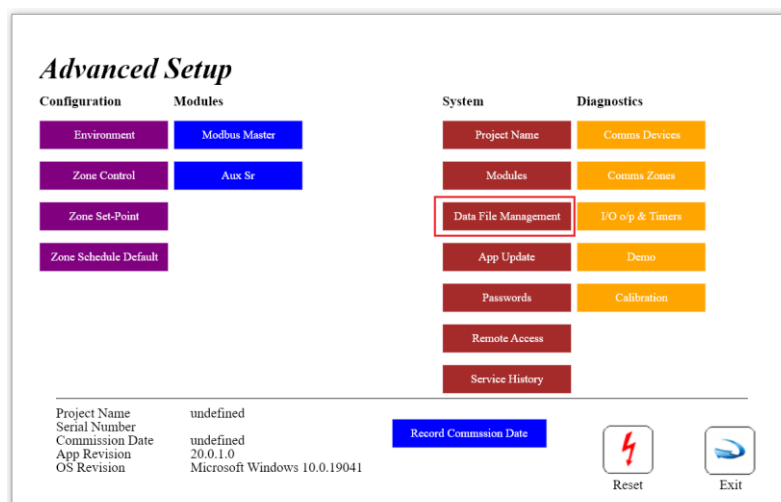 Advanced Setup
Configuration Modules System Diagnostics
Environment Modbus Master Project Name Comms Devices
Zone Control Aux Sr Modules Comms Zones
Zone Set-Point Data File Management I/O o/p & Timers
Zone Schedule Default App Update Demo
Passwords Calibration
Remote Access
Service History
Project Name undefined
Serial Number
Commission Date undefined
App Revision 20.0.1.0
OS Revision Microsoft Windows 10.0.19041
Record Commssion Date
Reset Exit